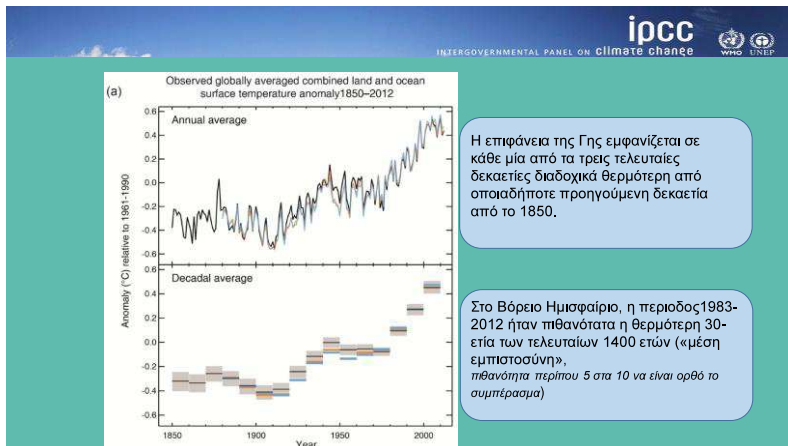 ipcc
INTERGOVERNMENTAL PANEL ON climate change
WMO UNEP
Observed globally averaged combined land and ocean
surface temperature anomaly1850–2012
(a)
Annual average
0.6
0.4
0.2
0.0
-0.2
-0.4
-0.6
Anomaly (°C) relative to 1961-1990
Decadal average
0.6
0.4
0.2
0.0
-0.2
-0.4
-0.6
1850 1900 1950 2000
Year
Η επιφάνεια της Γης εμφανίζεται σε
κάθε μία από τα τρεις τελευταίες
δεκαετίες διαδοχικά θερμότερη από
οποιαδήποτε προηγούμενη δεκαετία
από το 1850.
Στο Βόρειο Ημισφαίριο, η περιοδος1983-
2012 ήταν πιθανότατα η θερμότερη 30-
ετία των τελευταίων 1400 ετών («μέση
εμπιστοσύνη»,
πιθανότητα περίπου 5 στα 10 να είναι ορθό το
συμπέρασμα)